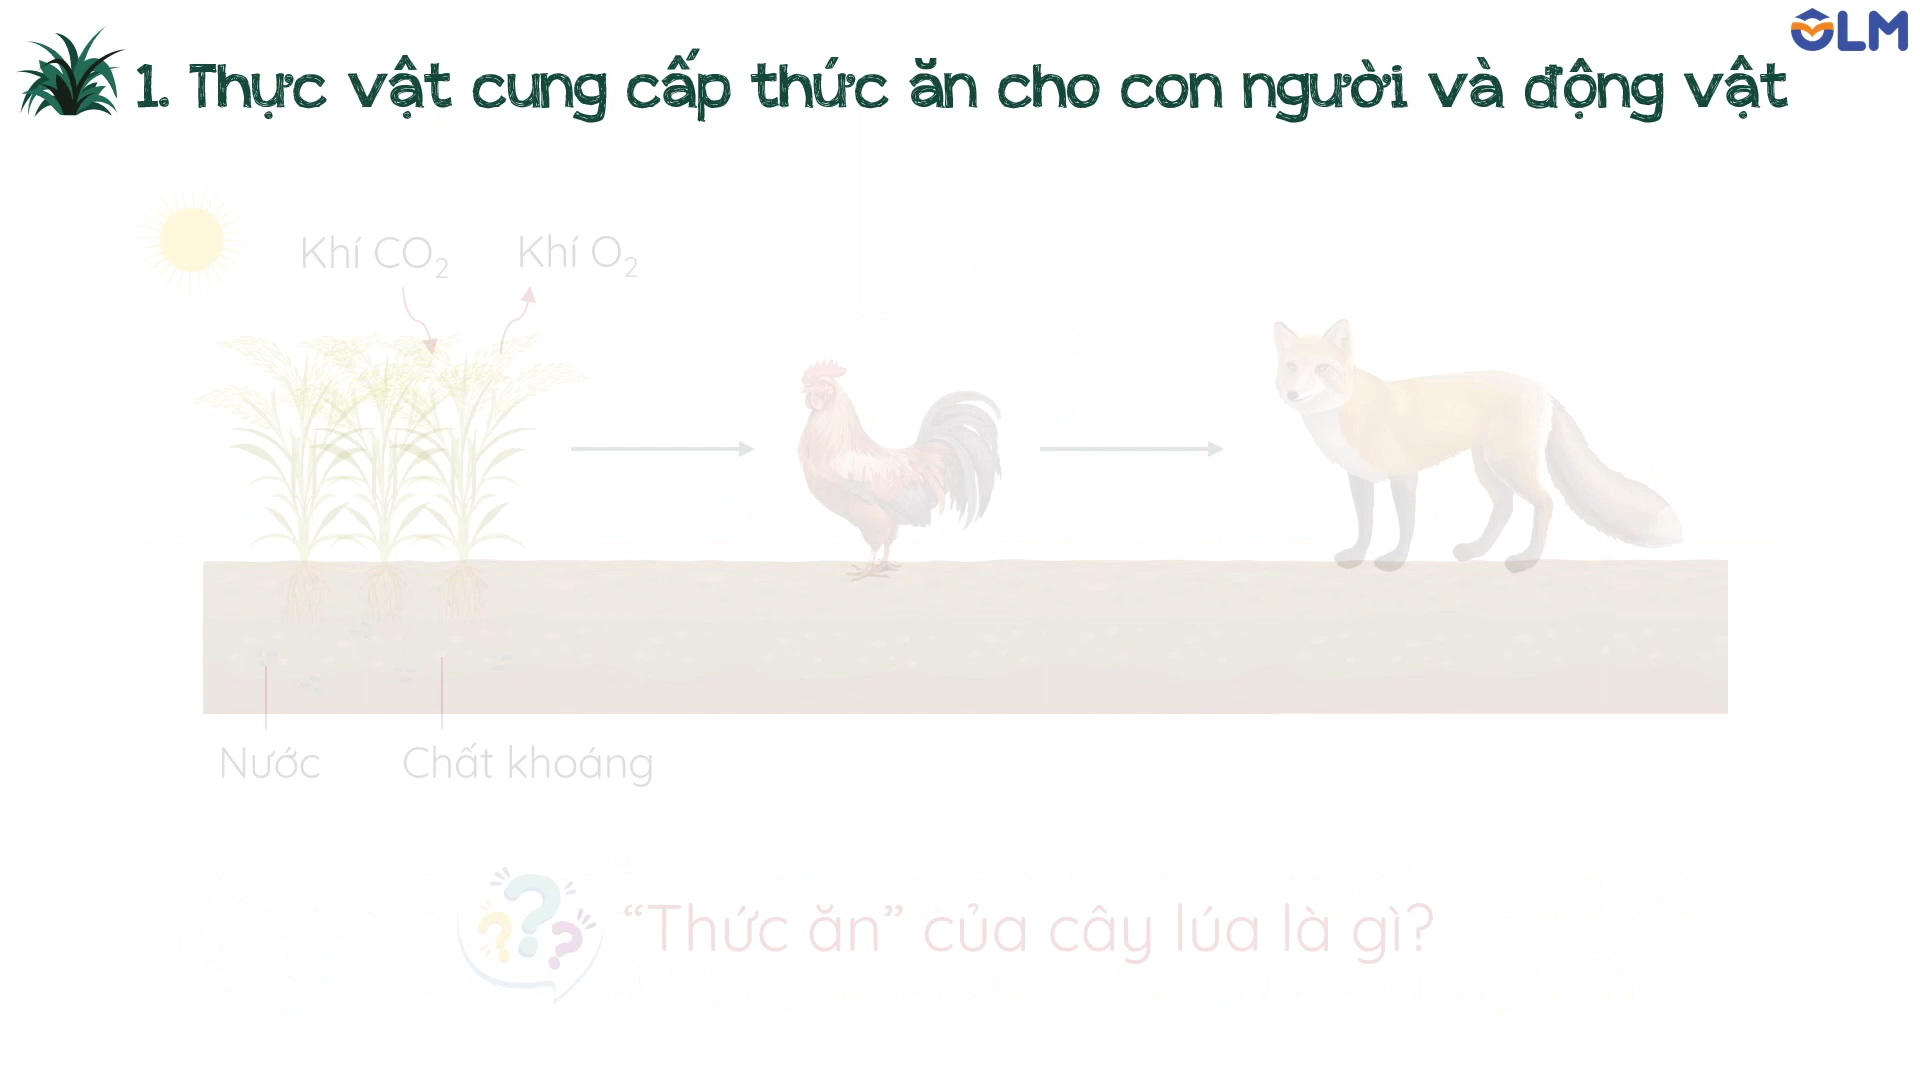 OLM
1. Thực vật cung cấp thức ăn cho con người và động vật
Khí CO₂ Khí O₂
Nước Chất khoáng
“Thức ăn” của cây lúa là gì?